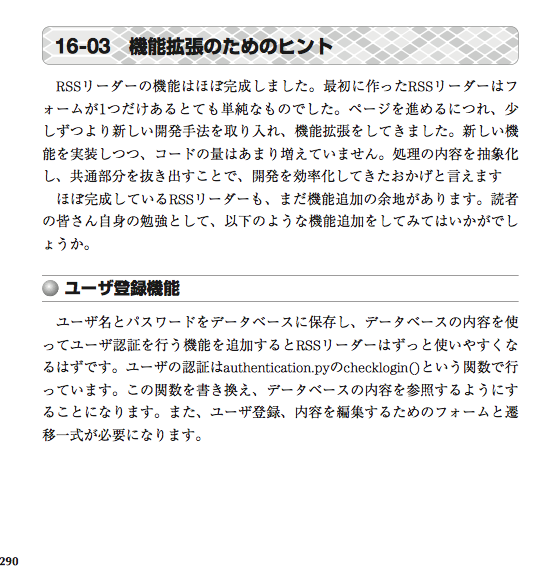 16-03　機能拡張のためのヒント
　RSSリーダーの機能はほぼ完成しました。最初に作ったRSSリーダーはフ
ォームが1つだけあるとても単純なものでした。ページを進めるにつれ、少
しずつより新しい開発手法を取り入れ、機能拡張をしてきました。新しい機
能を実装しつつ、コードの量はあまり増えていません。処理の内容を抽象化
し、共通部分を抜き出すことで、開発を効率化してきたおかげと言えます
　ほぼ完成しているRSSリーダーも、まだ機能追加の余地があります。読者
の皆さん自身の勉強として、以下のような機能追加をしてみてはいかがでし
ょうか。
ユーザ登録機能
　ユーザ名とパスワードをデータベースに保存し、データベースの内容を使
ってユーザ認証を行う機能を追加するとRSSリーダーはずっと使いやすくな
るはずです。ユーザの認証はauthentication.pyのchecklogin()という関数で行
っています。この関数を書き換え、データベースの内容を参照するようにす
ることになります。また、ユーザ登録、内容を編集するためのフォームと遷
移一式が必要になります。
290